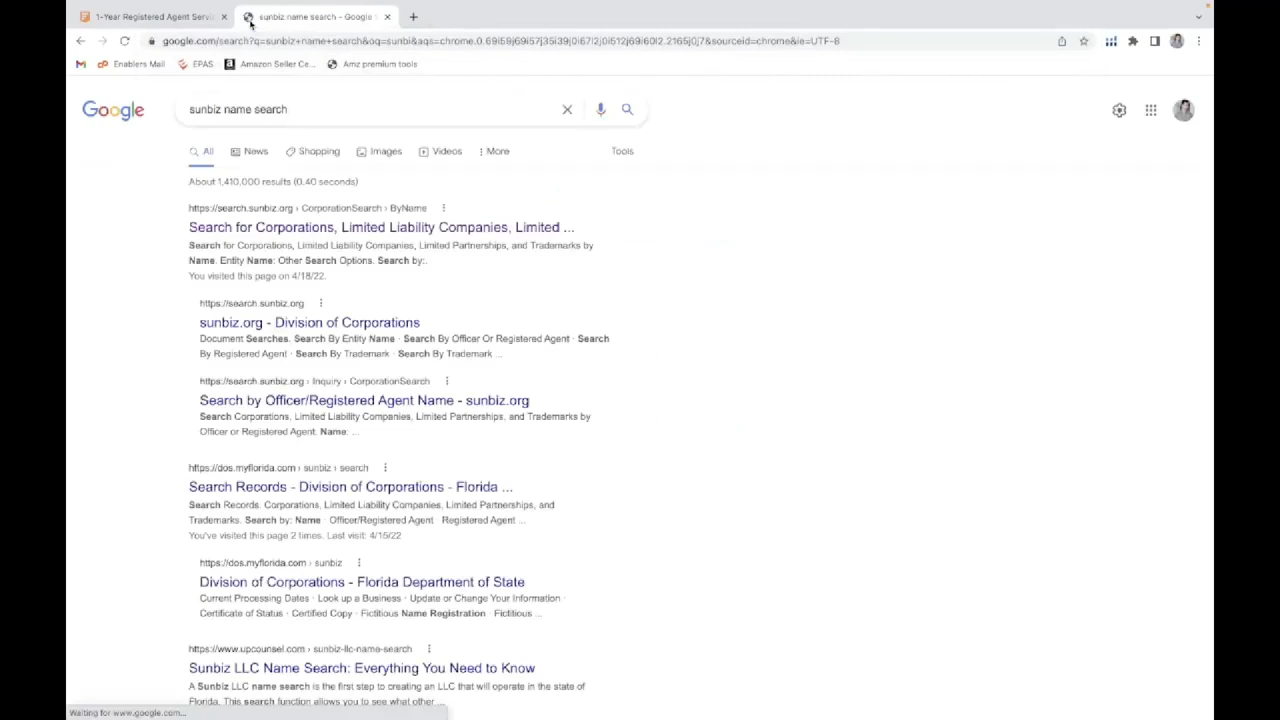 1-Year Registered Agent Servi
sunbiz name search - Google S
google.com/search?q=sunbiz+name+search&oq=sunbi&aqs=chrome.0.69i59j69i57j35i39j0i67l2j0i512j69i60l2.2165j0j7&sourceid=chrome&ie=UTF-8
Enablers Mail EPAS Amazon Seller Ce... Amz premium tools
Google sunbiz name search
All News Shopping Images Videos More Tools
About 1,410,000 results (0.40 seconds)
https://search.sunbiz.org › CorporationSearch › ByName
Search for Corporations, Limited Liability Companies, Limited ...
Search for Corporations, Limited Liability Companies, Limited Partnerships, and Trademarks by
Name. Entity Name: Other Search Options. Search by:.
You visited this page on 4/18/22.
https://search.sunbiz.org
sunbiz.org - Division of Corporations
Document Searches. Search By Entity Name · Search By Officer Or Registered Agent · Search
By Registered Agent · Search By Trademark · Search By Trademark ...
https://search.sunbiz.org › Inquiry › CorporationSearch
Search by Officer/Registered Agent Name - sunbiz.org
Search Corporations, Limited Liability Companies, Limited Partnerships, and Trademarks by
Officer or Registered Agent. Name: ...
https://dos.myflorida.com › sunbiz › search
Search Records - Division of Corporations - Florida ...
Search Records. Corporations, Limited Liability Companies, Limited Partnerships, and
Trademarks. Search by: Name · Officer/Registered Agent · Registered Agent ...
You've visited this page 2 times. Last visit: 4/15/22
https://dos.myflorida.com › sunbiz
Division of Corporations - Florida Department of State
Current Processing Dates · Look up a Business · Update or Change Your Information ·
Certificate of Status · Certified Copy · Fictitious Name Registration · Fictitious ...
https://www.upcounsel.com › sunbiz-llc-name-search
Sunbiz LLC Name Search: Everything You Need to Know
A Sunbiz LLC name search is the first step to creating an LLC that will operate in the state of
Florida. This search function allows you to see what other ...
Waiting for www.google.com...